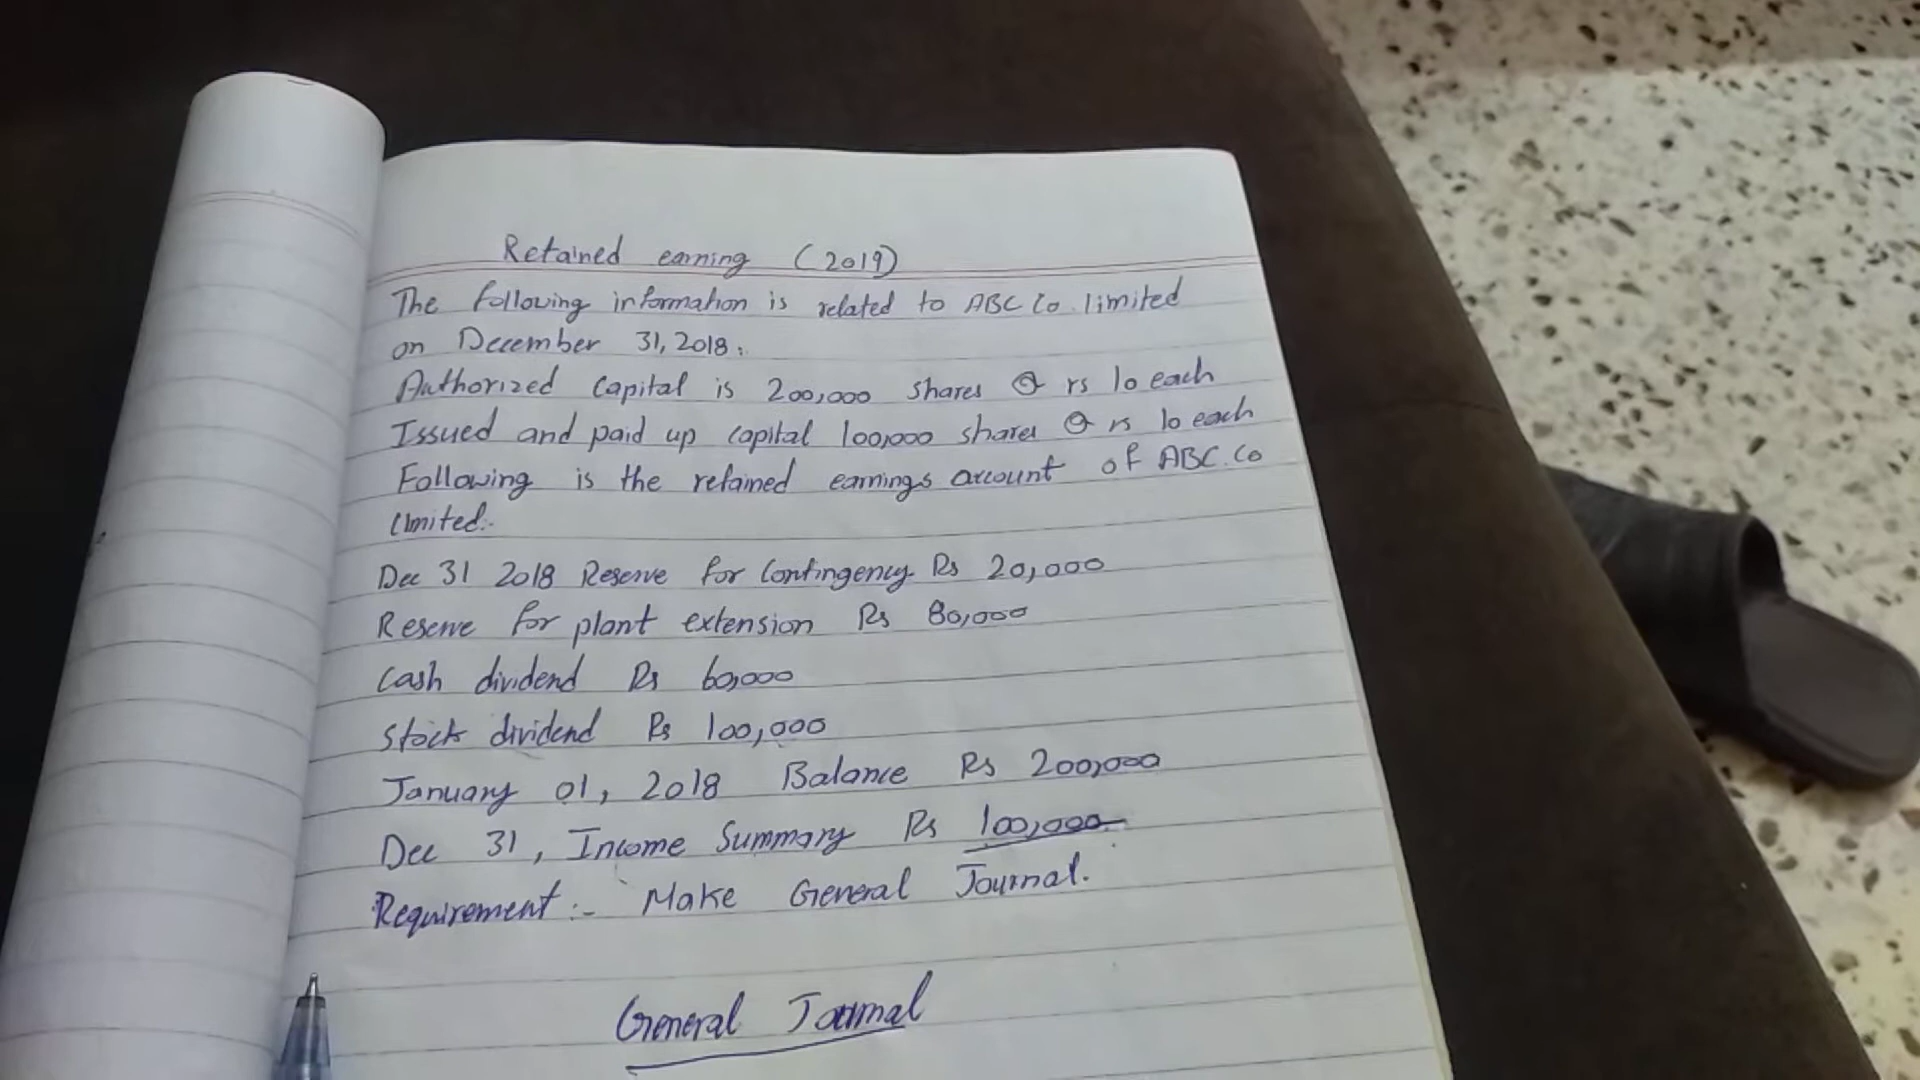 Retained earning (2019)
The following information is related to ABC Co. limited
on December 31, 2018.
Authorized Capital is 200,000 shares @ rs 10 each
Issued and paid up capital 100,000 shares @ rs 10 each
Following is the retained earnings account of ABC. Co
limited:-
Dec 31 2018 Reserve for Contingency Rs 20,000
Reserve for plant extension Rs 80,000
Cash dividend Rs 60,000
Stock dividend Rs 100,000
January 01, 2018 Balance Rs 200,000
Dec 31, Income Summary Rs 100,000
Requirement:- Make General Journal.
General Journal